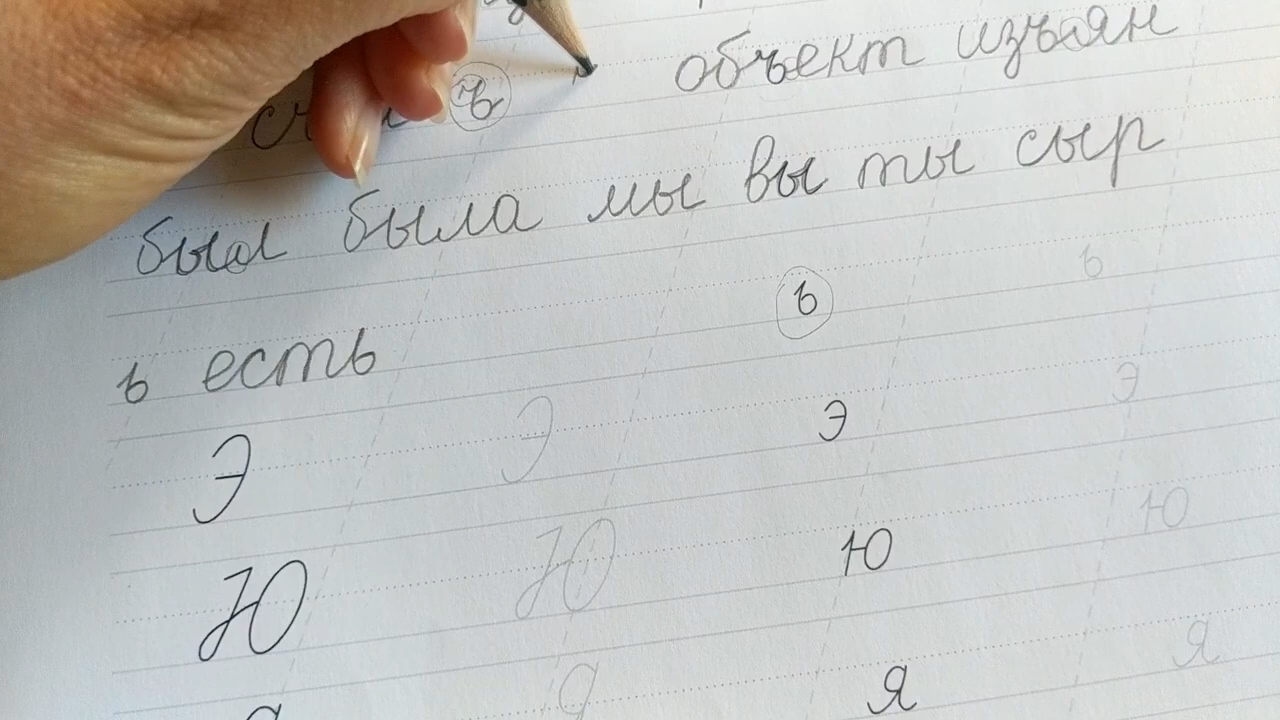 ъ объект изъян
был была мы вы ты сыр
ь есть ь ь
Э Э э э
Ю Ю ю ю
Я я я